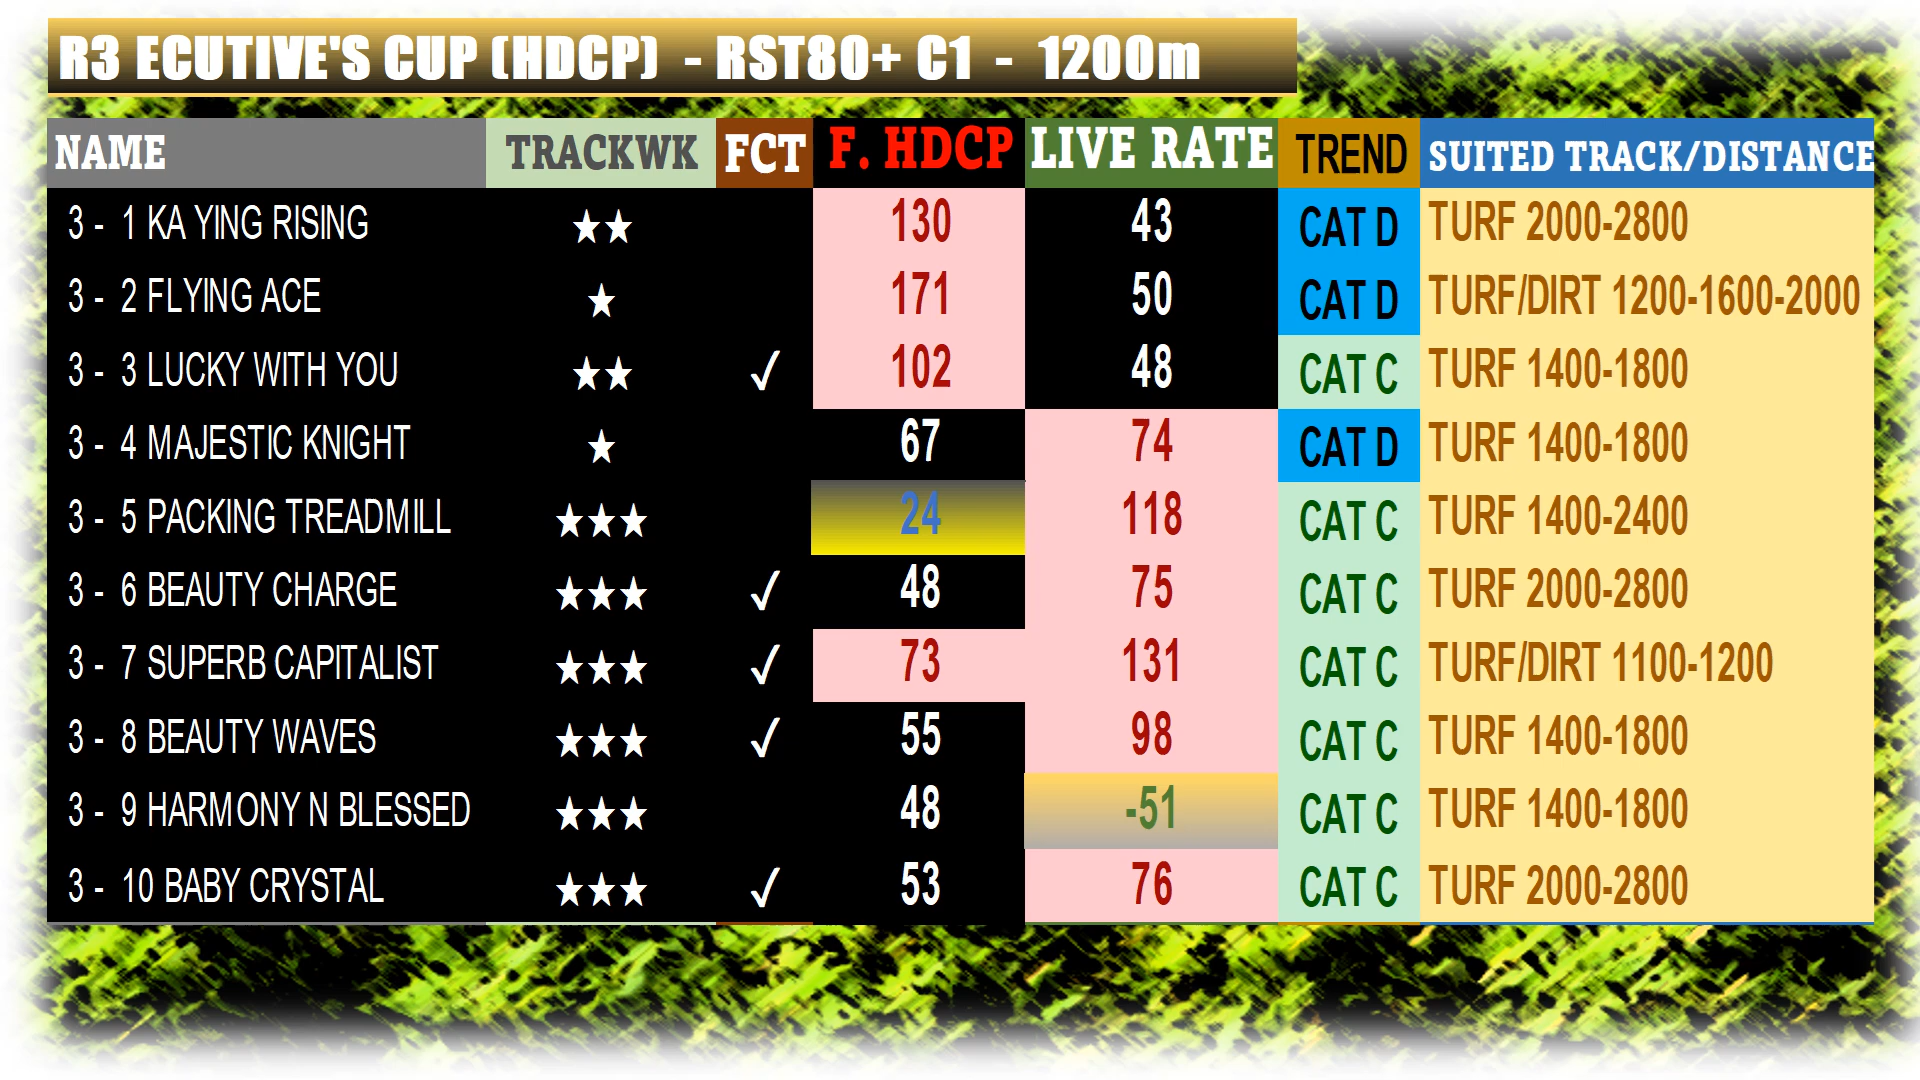 R3 ECUTIVE'S CUP (HDCP) - RST80+ C1 - 1200m
NAME TRACKWK FCT F. HDCP LIVE RATE TREND SUITED TRACK/DISTANCE
3 - 1 KA YING RISING ★★ 130 43 CAT D TURF 2000-2800
3 - 2 FLYING ACE ★ 171 50 CAT D TURF/DIRT 1200-1600-2000
3 - 3 LUCKY WITH YOU ★★ ✓ 102 48 CAT C TURF 1400-1800
3 - 4 MAJESTIC KNIGHT ★ 67 74 CAT D TURF 1400-1800
3 - 5 PACKING TREADMILL ★★★ 24 118 CAT C TURF 1400-2400
3 - 6 BEAUTY CHARGE ★★★ ✓ 48 75 CAT C TURF 2000-2800
3 - 7 SUPERB CAPITALIST ★★★ ✓ 73 131 CAT C TURF/DIRT 1100-1200
3 - 8 BEAUTY WAVES ★★★ ✓ 55 98 CAT C TURF 1400-1800
3 - 9 HARMONY N BLESSED ★★★ 48 -51 CAT C TURF 1400-1800
3 - 10 BABY CRYSTAL ★★★ ✓ 53 76 CAT C TURF 2000-2800